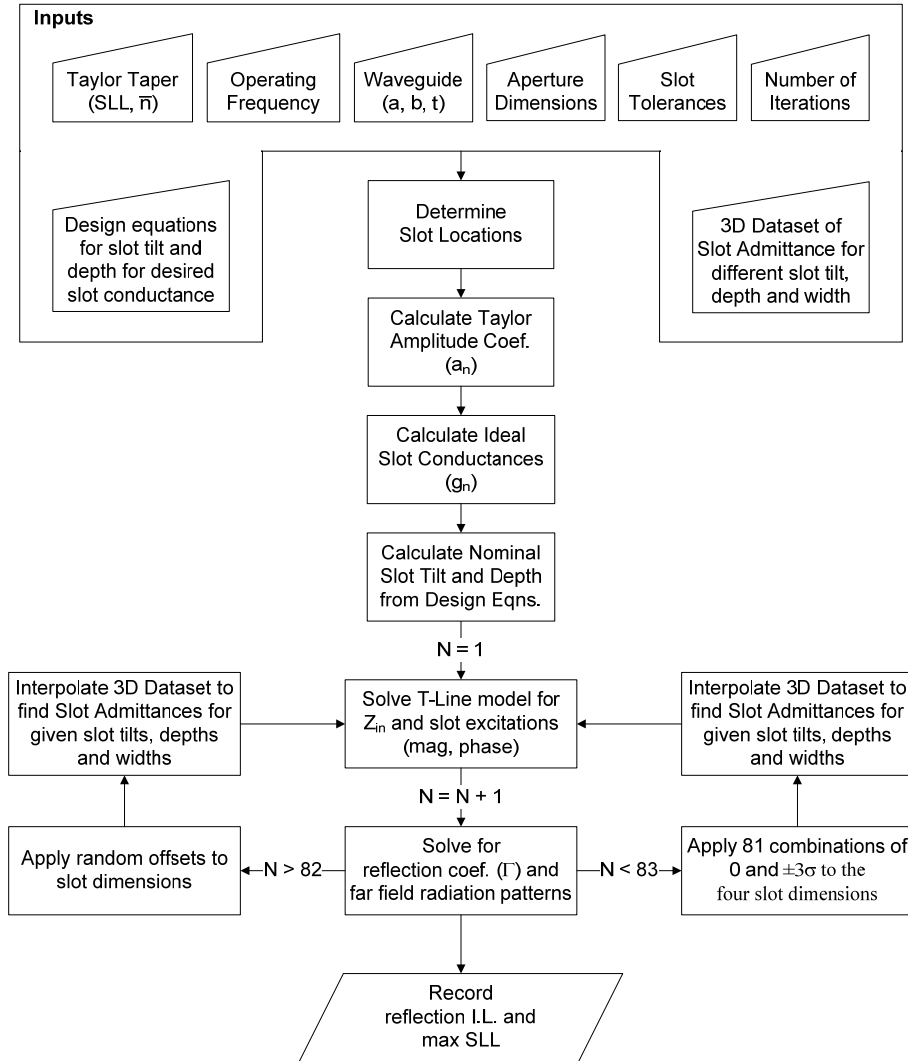 Inputs
Taylor Taper
(SLL, n̅)
Operating
Frequency
Waveguide
(a, b, t)
Aperture
Dimensions
Slot
Tolerances
Number of
Iterations
Design equations
for slot tilt and
depth for desired
slot conductance
Determine
Slot Locations
3D Dataset of
Slot Admittance for
different slot tilt,
depth and width
Calculate Taylor
Amplitude Coef.
(aₙ)
Calculate Ideal
Slot Conductances
(gₙ)
Calculate Nominal
Slot Tilt and Depth
from Design Eqns.
N = 1
Interpolate 3D Dataset to
find Slot Admittances for
given slot tilts, depths
and widths
Solve T-Line model for
Zᵢₙ and slot excitations
(mag, phase)
Interpolate 3D Dataset to
find Slot Admittances for
given slot tilts, depths
and widths
N = N + 1
Apply random offsets to
slot dimensions
N > 82
Solve for
reflection coef. (Γ) and
far field radiation patterns
N < 83
Apply 81 combinations of
0 and ±3σ to the
four slot dimensions
Record
reflection I.L. and
max SLL